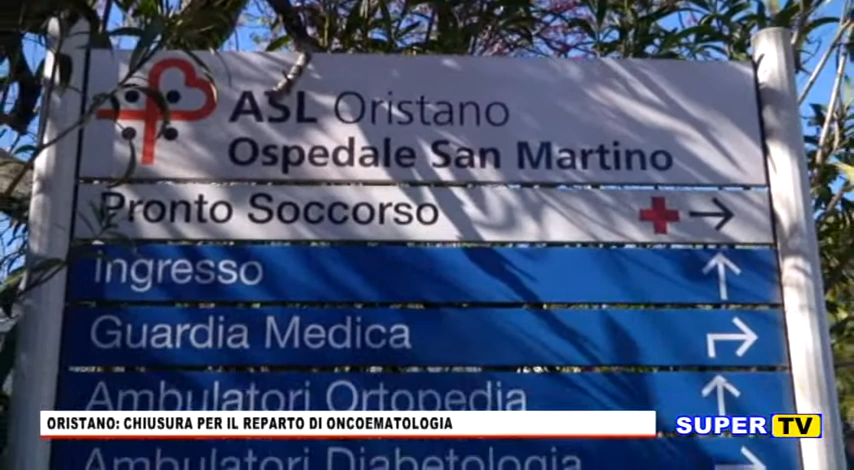 ASL Oristano
Ospedale San Martino
Pronto Soccorso
Ingresso
Guardia Medica
Ambulatori Ortopedia
ORISTANO: CHIUSURA PER IL REPARTO DI ONCOEMATOLOGIA
SUPER TV
Ambulatori Diabetologia